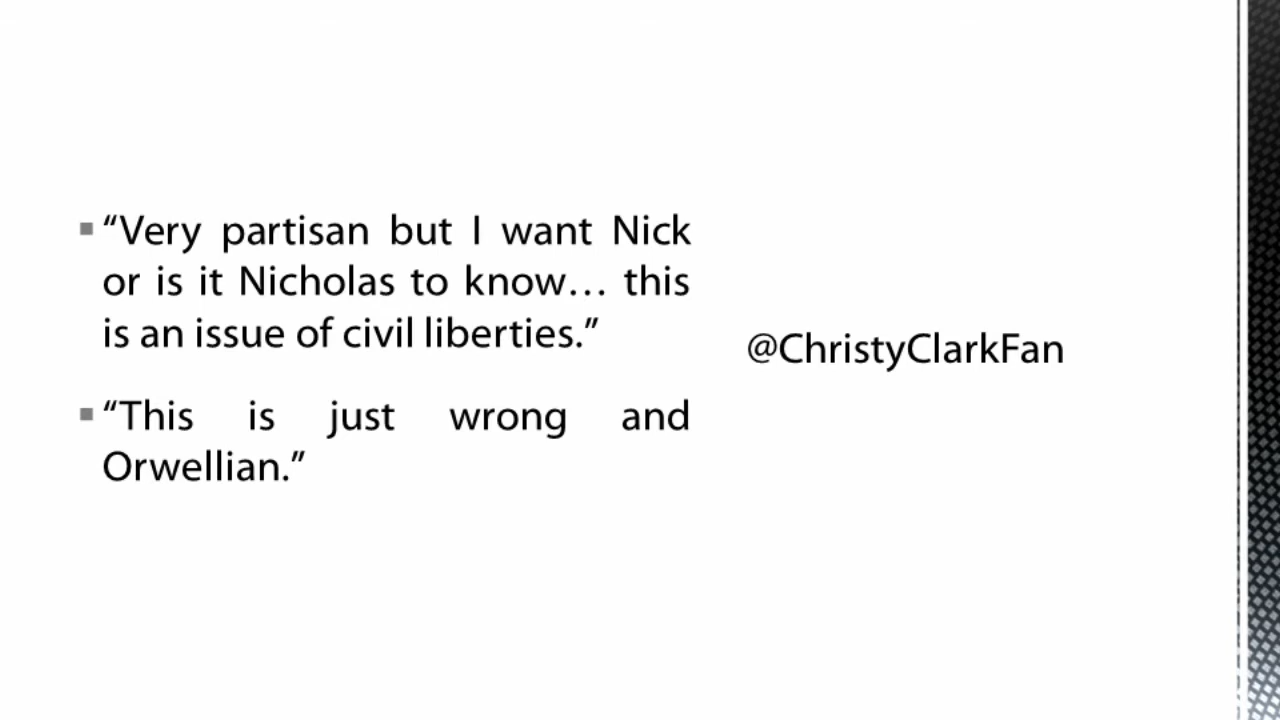 “Very partisan but I want Nick
or is it Nicholas to know… this
is an issue of civil liberties.”
“This is just wrong and
Orwellian.”
@ChristyClarkFan